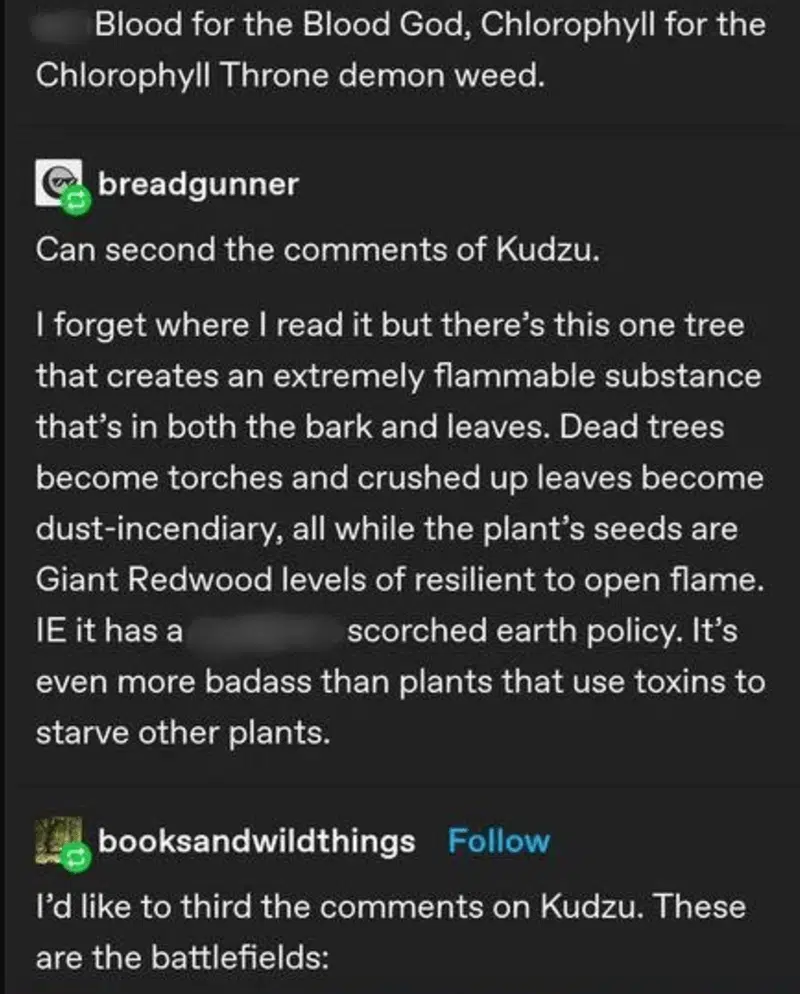 Blood for the Blood God, Chlorophyll for the
Chlorophyll Throne demon weed.
breadgunner
Can second the comments of Kudzu.
I forget where I read it but there's this one tree
that creates an extremely flammable substance
that's in both the bark and leaves. Dead trees
become torches and crushed up leaves become
dust-incendiary, all while the plant's seeds are
Giant Redwood levels of resilient to open flame.
IE it has a scorched earth policy. It's
even more badass than plants that use toxins to
starve other plants.
booksandwildthings Follow
I'd like to third the comments on Kudzu. These
are the battlefields: